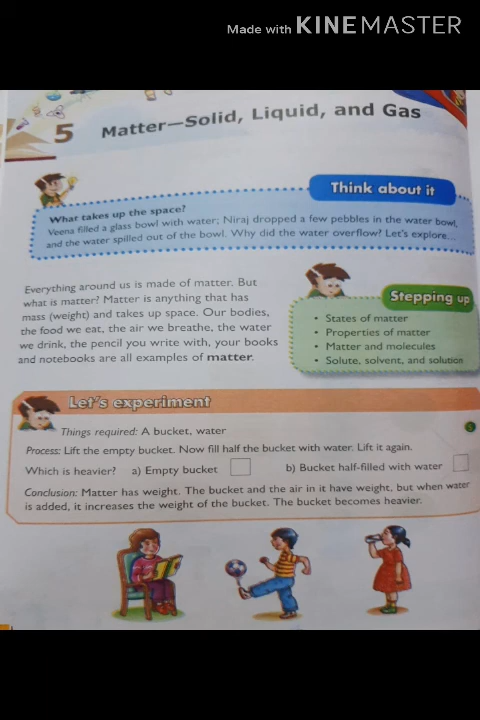 Made with KINEMASTER
5 Matter—Solid, Liquid, and Gas
Think about it
What takes up the space?
Veena filled a glass bowl with water; Niraj dropped a few pebbles in the water bowl,
and the water spilled out of the bowl. Why did the water overflow? Let's explore...
Everything around us is made of matter. But
what is matter? Matter is anything that has
mass (weight) and takes up space. Our bodies,
the food we eat, the air we breathe, the water
we drink, the pencil you write with, your books
and notebooks are all examples of matter.
Stepping up
• States of matter
• Properties of matter
• Matter and molecules
• Solute, solvent, and solution
Let's experiment
Things required: A bucket, water
Process: Lift the empty bucket. Now fill half the bucket with water. Lift it again.
Which is heavier? a) Empty bucket b) Bucket half-filled with water
Conclusion: Matter has weight. The bucket and the air in it have weight, but when water
is added, it increases the weight of the bucket. The bucket becomes heavier.